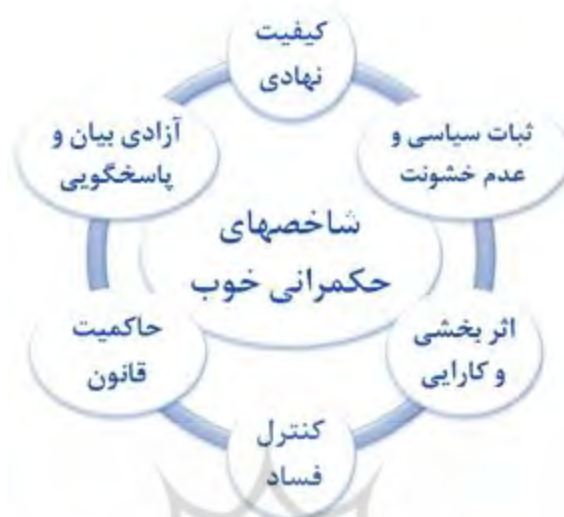 کیفیت
نهادی
ثبات سیاسی و
عدم خشونت
آزادی بیان و
پاسخگویی
شاخصهای
حکمرانی خوب
اثر بخشی
و کارایی
حاکمیت
قانون
کنترل
فساد